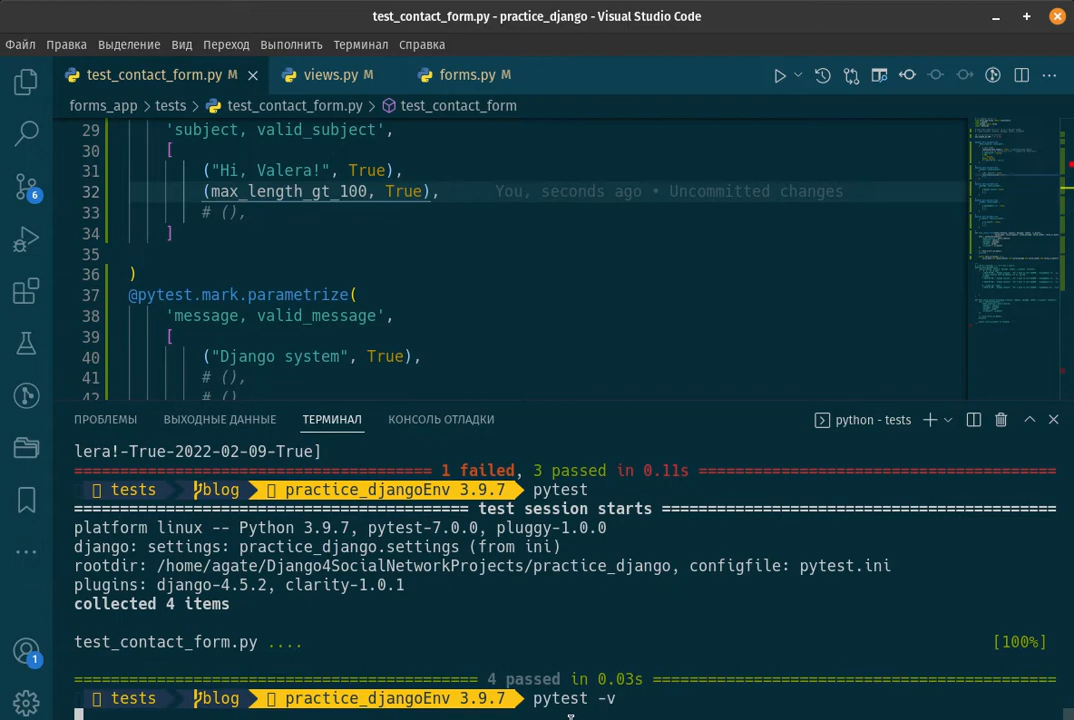 test_contact_form.py - practice_django - Visual Studio Code
Файл Правка Выделение Вид Переход Выполнить Терминал Справка
test_contact_form.py M views.py M forms.py M
forms_app > tests > test_contact_form.py > test_contact_form
29 'subject, valid_subject',
30 [
31 ("Hi, Valera!", True),
32 (max_length_gt_100, True), You, seconds ago • Uncommitted changes
33 # (),
34 ]
35
36 )
37 @pytest.mark.parametrize(
38 'message, valid_message',
39 [
40 ("Django system", True),
41 # (),
42 # (),
6
1
ПРОБЛЕМЫ ВЫХОДНЫЕ ДАННЫЕ ТЕРМИНАЛ КОНСОЛЬ ОТЛАДКИ python - tests
lera!-True-2022-02-09-True]
======================================= 1 failed, 3 passed in 0.11s =======================================
tests blog practice_djangoEnv 3.9.7 pytest
=========================================== test session starts ============================================
platform linux -- Python 3.9.7, pytest-7.0.0, pluggy-1.0.0
django: settings: practice_django.settings (from ini)
rootdir: /home/agate/Django4SocialNetworkProjects/practice_django, configfile: pytest.ini
plugins: django-4.5.2, clarity-1.0.1
collected 4 items
test_contact_form.py .... [100%]
============================================ 4 passed in 0.03s ============================================
tests blog practice_djangoEnv 3.9.7 pytest -v